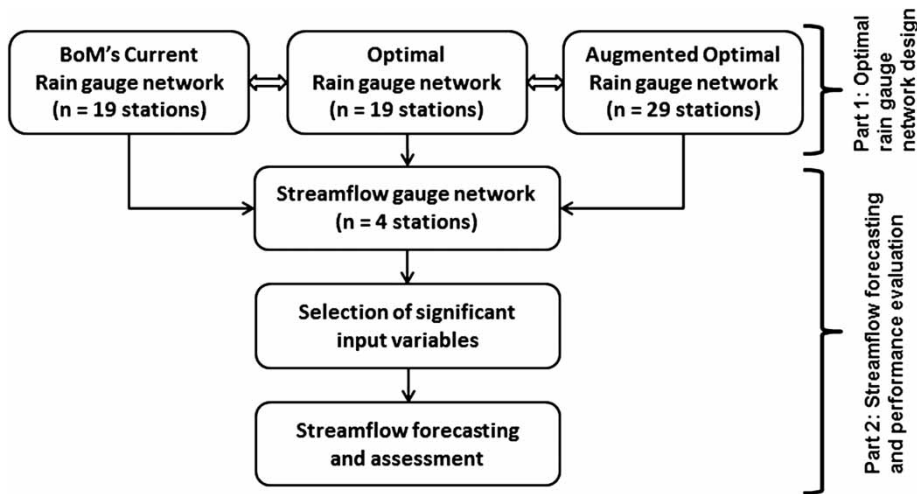 BoM's Current
Rain gauge network
(n = 19 stations)
Optimal
Rain gauge network
(n = 19 stations)
Augmented Optimal
Rain gauge network
(n = 29 stations)
Part 1: Optimal
rain gauge
network design
Streamflow gauge network
(n = 4 stations)
Selection of significant
input variables
Streamflow forecasting
and assessment
Part 2: Streamflow forecasting
and performance evaluation